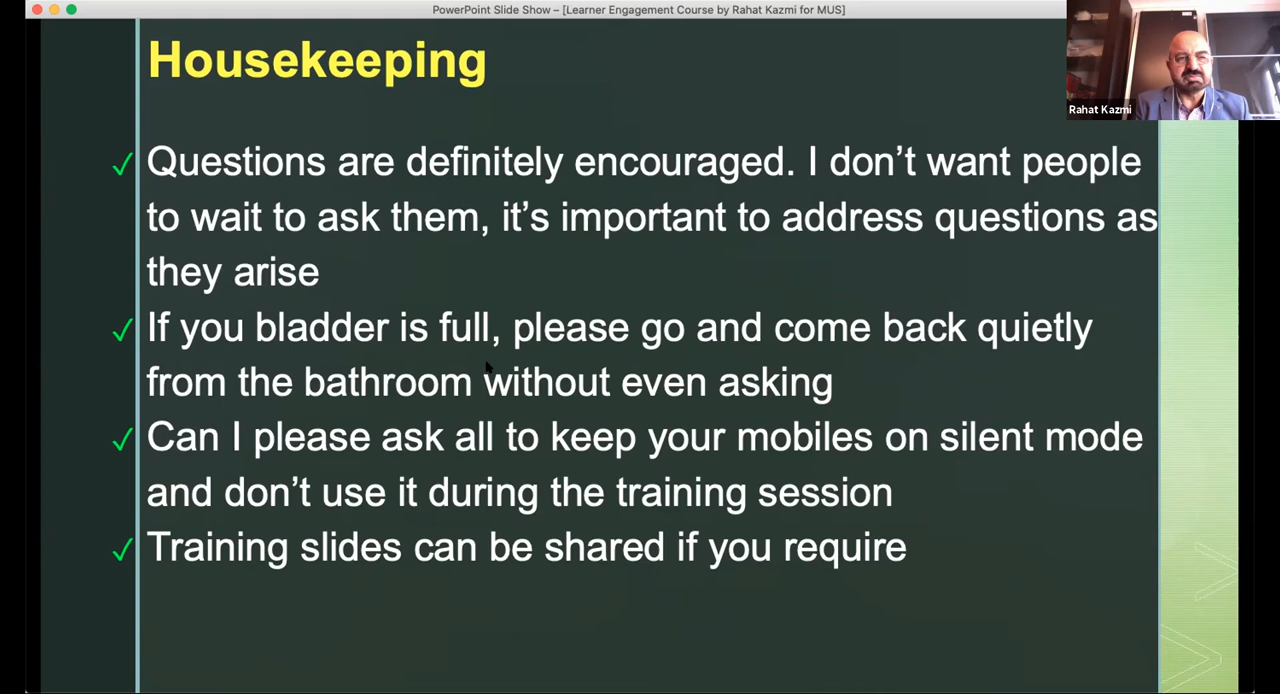 PowerPoint Slide Show – [Learner Engagement Course by Rahat Kazmi for MUS]
Housekeeping
Rahat Kazmi
✓ Questions are definitely encouraged. I don’t want people
to wait to ask them, it’s important to address questions as
they arise
✓ If you bladder is full, please go and come back quietly
from the bathroom without even asking
✓ Can I please ask all to keep your mobiles on silent mode
and don’t use it during the training session
✓ Training slides can be shared if you require